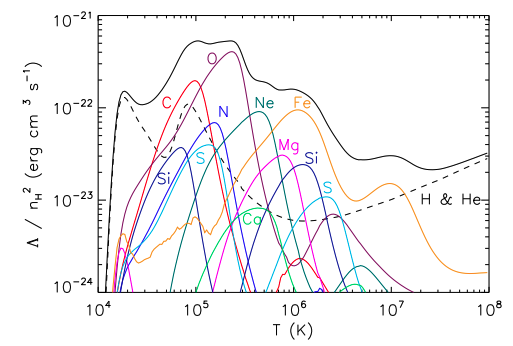 10⁻²¹
10⁻²²
10⁻²³
10⁻²⁴
Λ / n_H² (erg cm³ s⁻¹)
O
C
N
Ne
Fe
Mg
S
Si
Si
S
Ca
H & He
10⁴
10⁵
10⁶
10⁷
10⁸
T (K)